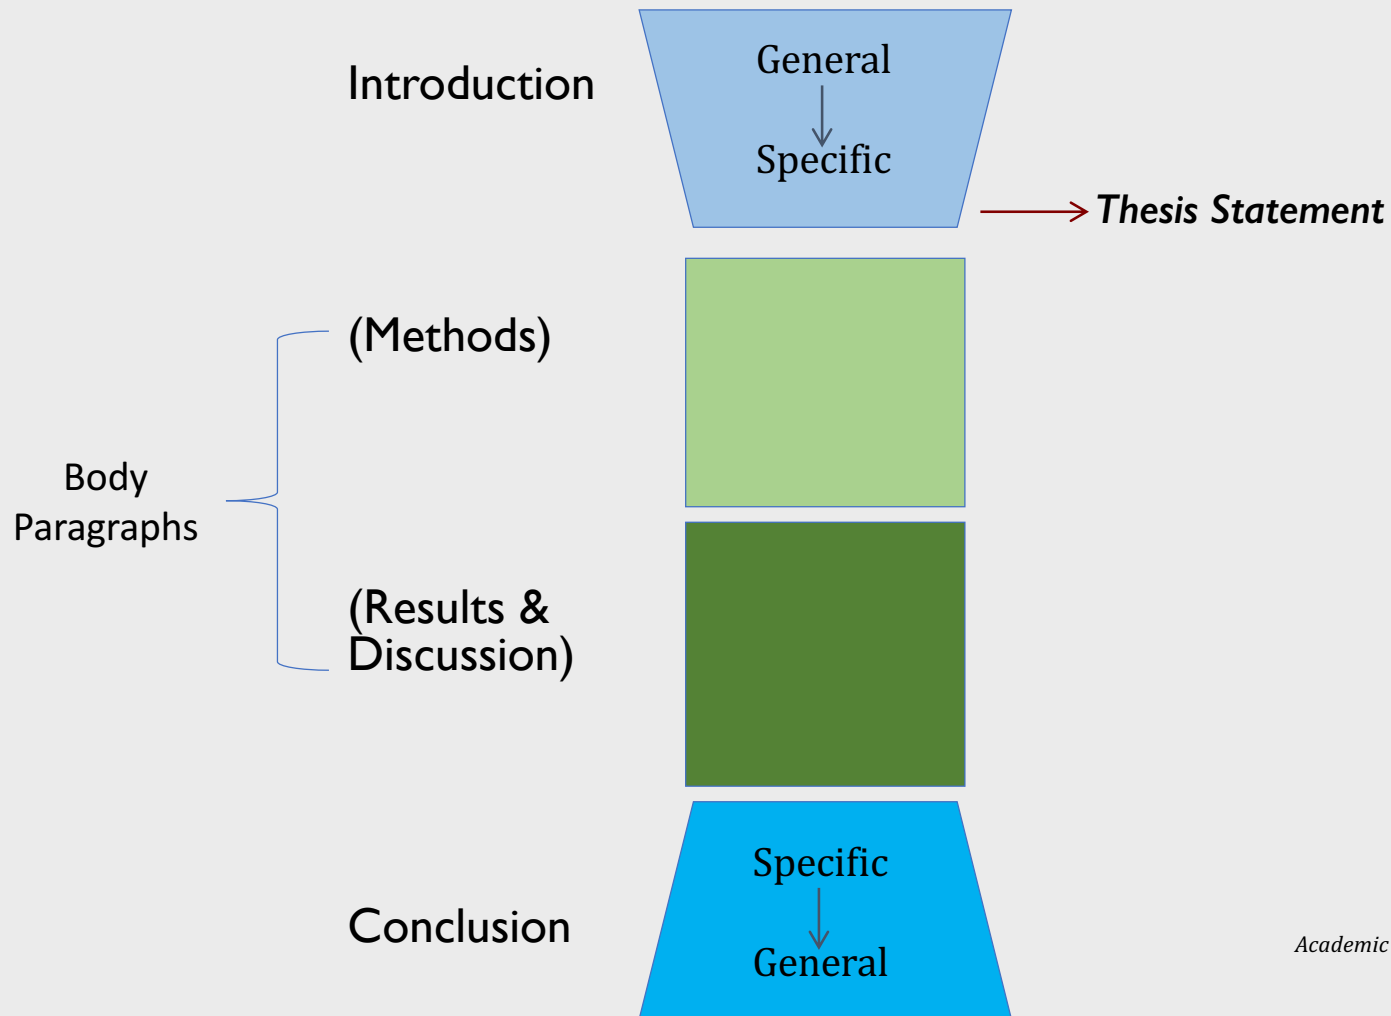 Introduction
General
Specific
Thesis Statement
(Methods)
Body
Paragraphs
(Results &
Discussion)
Conclusion
Specific
General
Academic